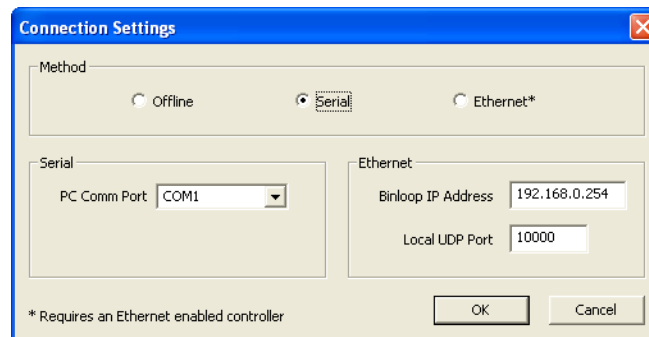 Connection Settings
Method
Offline
Serial
Ethernet*
Serial
PC Comm Port COM1
Ethernet
Binloop IP Address 192.168.0.254
Local UDP Port 10000
* Requires an Ethernet enabled controller
OK
Cancel